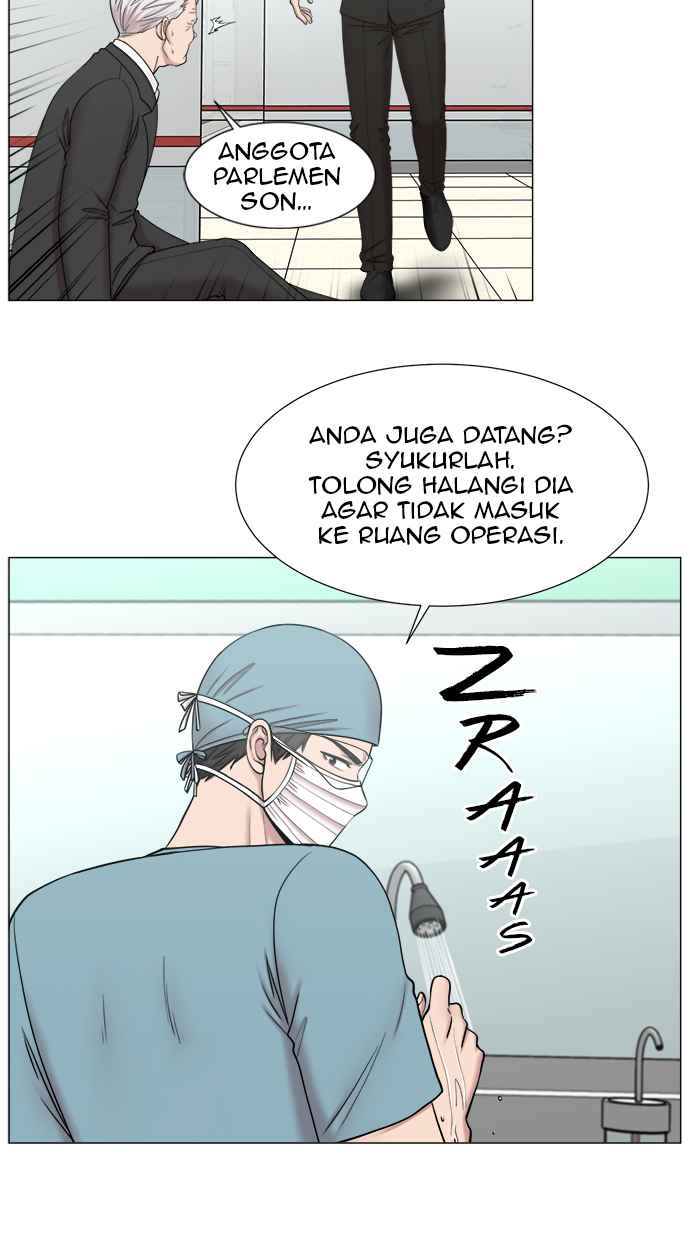 ANGGOTA
PARLEMEN
SON...
ANDA JUGA DATANG?
SYUKURLAH.
TOLONG HALANGI DIA
AGAR TIDAK MASUK
KE RUANG OPERASI.
ZRAAAS